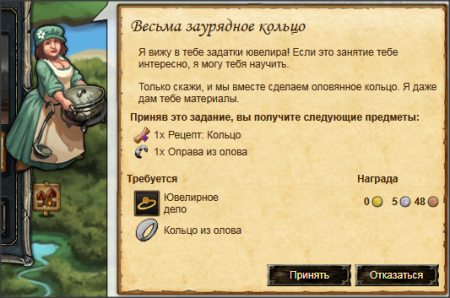 Весьма заурядное кольцо
Я вижу в тебе задатки ювелира! Если это занятие тебе
интересно, я могу тебя научить.
Только скажи, и мы вместе сделаем оловянное кольцо. Я даже
дам тебе материалы.
Приняв это задание, вы получите следующие предметы:
1x Рецепт: Кольцо
1x Оправа из олова
Требуется Награда
Ювелирное
дело
0 5 48
Кольцо из олова
Принять Отказаться